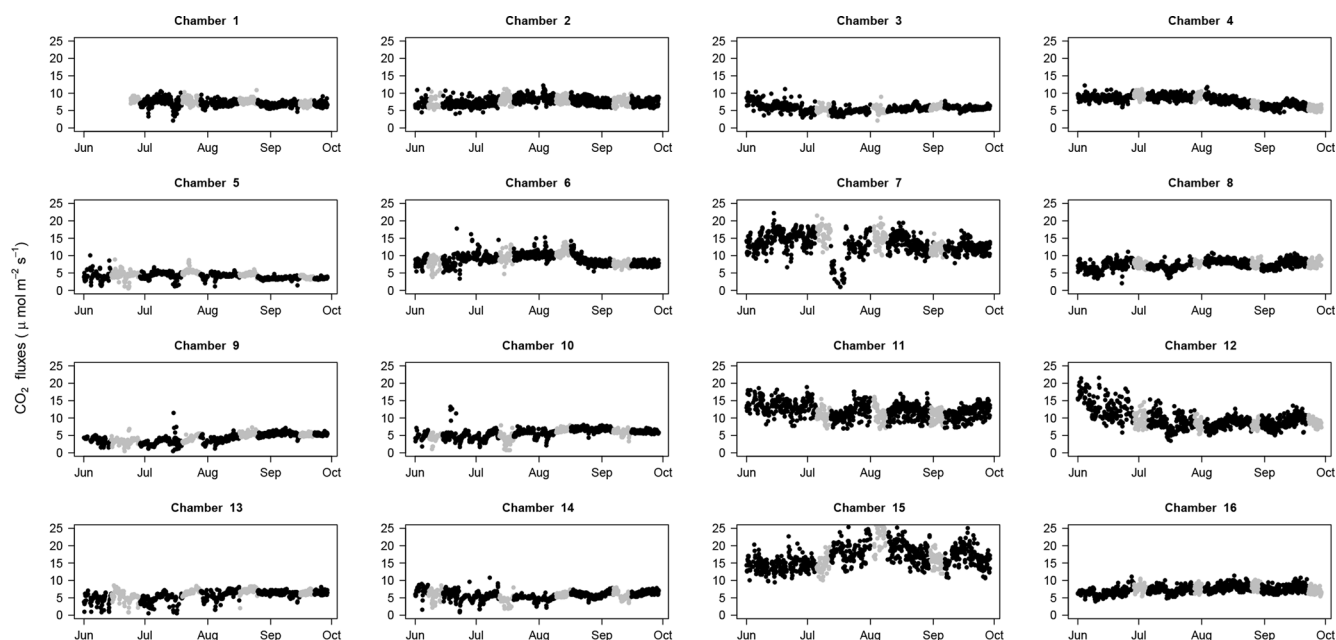 Chamber 1 Chamber 2 Chamber 3 Chamber 4
25 25 25 25
20 20 20 20
15 15 15 15
10 10 10 10
5 5 5 5
0 0 0 0
Jun Jul Aug Sep Oct Jun Jul Aug Sep Oct Jun Jul Aug Sep Oct Jun Jul Aug Sep Oct
Chamber 5 Chamber 6 Chamber 7 Chamber 8
25 25 25 25
20 20 20 20
15 15 15 15
10 10 10 10
5 5 5 5
0 0 0 0
Jun Jul Aug Sep Oct Jun Jul Aug Sep Oct Jun Jul Aug Sep Oct Jun Jul Aug Sep Oct
CO₂ fluxes ( μ mol m⁻² s⁻¹)
Chamber 9 Chamber 10 Chamber 11 Chamber 12
25 25 25 25
20 20 20 20
15 15 15 15
10 10 10 10
5 5 5 5
0 0 0 0
Jun Jul Aug Sep Oct Jun Jul Aug Sep Oct Jun Jul Aug Sep Oct Jun Jul Aug Sep Oct
Chamber 13 Chamber 14 Chamber 15 Chamber 16
25 25 25 25
20 20 20 20
15 15 15 15
10 10 10 10
5 5 5 5
0 0 0 0
Jun Jul Aug Sep Oct Jun Jul Aug Sep Oct Jun Jul Aug Sep Oct Jun Jul Aug Sep Oct